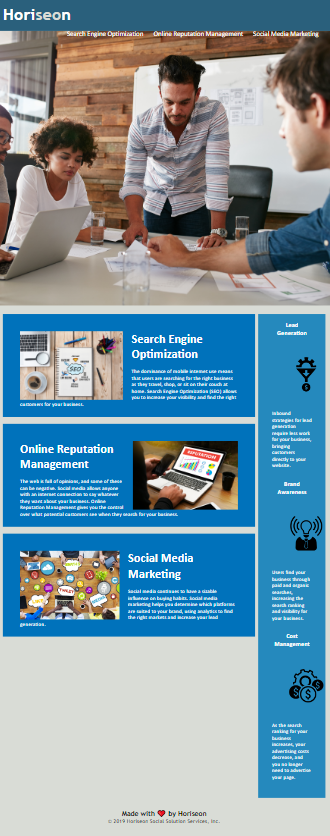 Horiseon
Search Engine Optimization Online Reputation Management Social Media Marketing
Search Engine
Optimization
The dominance of mobile internet use means
that users are searching for the right business
as they travel, shop, or sit on their couch at
home. Search Engine Optimization (SEO) allows
you to increase your visibility and find the right
customers for your business.
SEO
Online Reputation
Management
The web is full of opinions, and some of these
can be negative. Social media allows anyone
with an internet connection to say whatever
they want about your business. Online
Reputation Management gives you the control
over what potential customers see when they search for your business.
REPUTATION
Social Media
Marketing
Social media continues to have a sizable
influence on buying habits. Social media
marketing helps you determine which platforms
are suited to your brand, using analytics to find
the right markets and increase your lead
generation.
Lead
Generation
Inbound
strategies for lead
generation
require less work
for your business,
bringing
customers
directly to your
website.
Brand
Awareness
Users find your
business through
paid and organic
searches,
increasing the
search ranking
and visibility for
your business.
Cost
Management
As the search
ranking for your
business
increases, your
advertising costs
decrease, and
you no longer
need to advertise
your page.
Made with ❤️ by Horiseon
© 2019 Horiseon Social Solution Services, Inc.